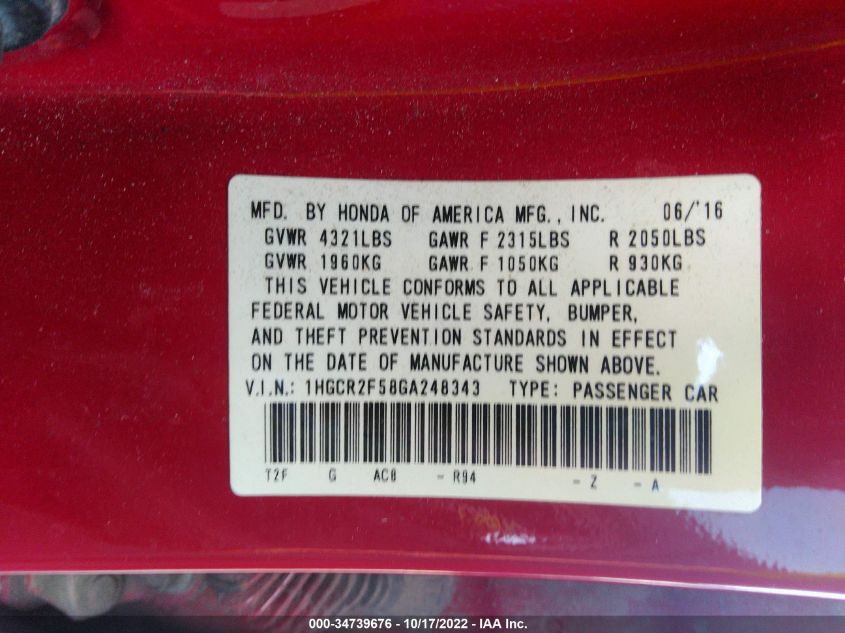 MFD. BY HONDA OF AMERICA MFG., INC. 06/'16
GVWR 4321LBS GAWR F 2315LBS R 2050LBS
GVWR 1960KG GAWR F 1050KG R 930KG
THIS VEHICLE CONFORMS TO ALL APPLICABLE
FEDERAL MOTOR VEHICLE SAFETY, BUMPER,
AND THEFT PREVENTION STANDARDS IN EFFECT
ON THE DATE OF MANUFACTURE SHOWN ABOVE.
V.I.N.: 1HGCR2F58GA248343 TYPE: PASSENGER CAR
T2F G AC0 - R94 - Z - A
000-34739676 - 10/17/2022 - IAA Inc.